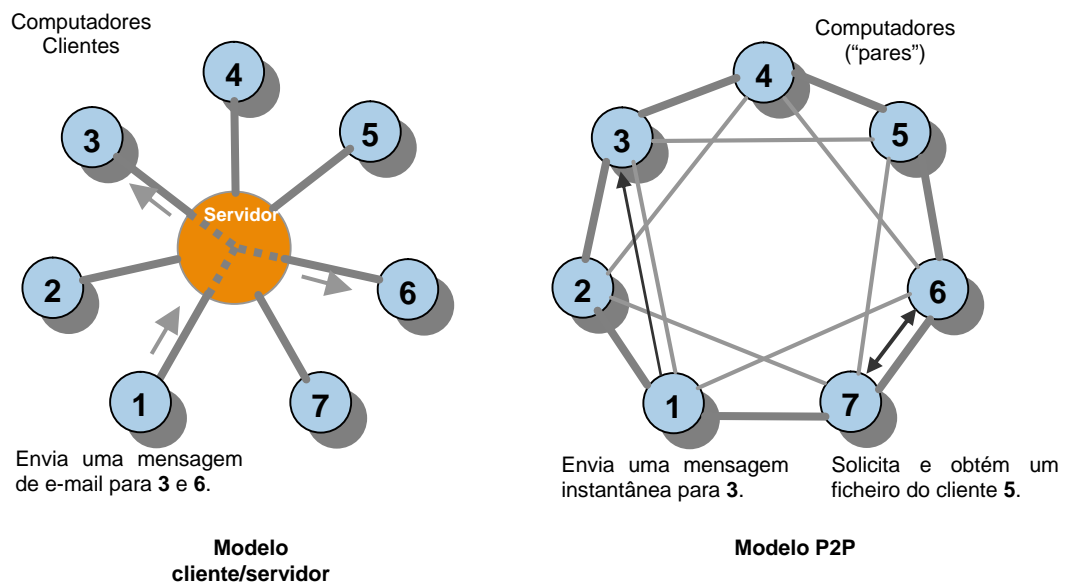 Computadores
Clientes
4
3
5
Servidor
2
6
1
7
Envia uma mensagem
de e-mail para 3 e 6.
Modelo
cliente/servidor
Computadores
("pares")
4
3
5
2
6
1
7
Envia uma mensagem
instantânea para 3.
Solicita e obtém um
ficheiro do cliente 5.
Modelo P2P